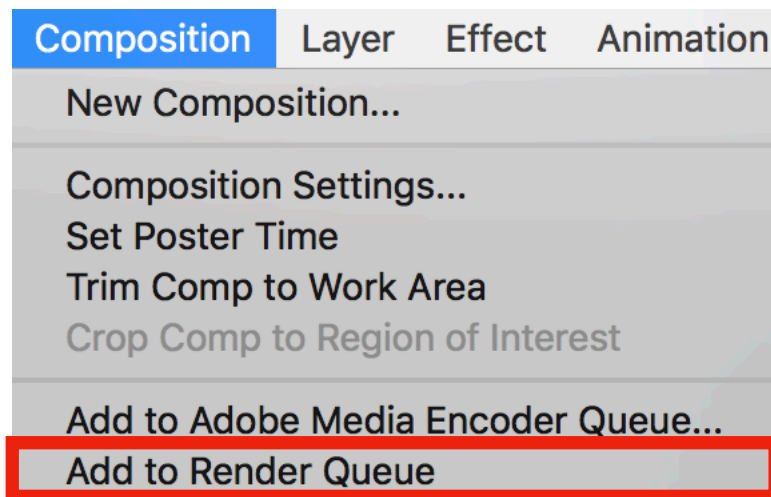 Composition Layer Effect Animation
New Composition...
Composition Settings...
Set Poster Time
Trim Comp to Work Area
Crop Comp to Region of Interest
Add to Adobe Media Encoder Queue...
Add to Render Queue